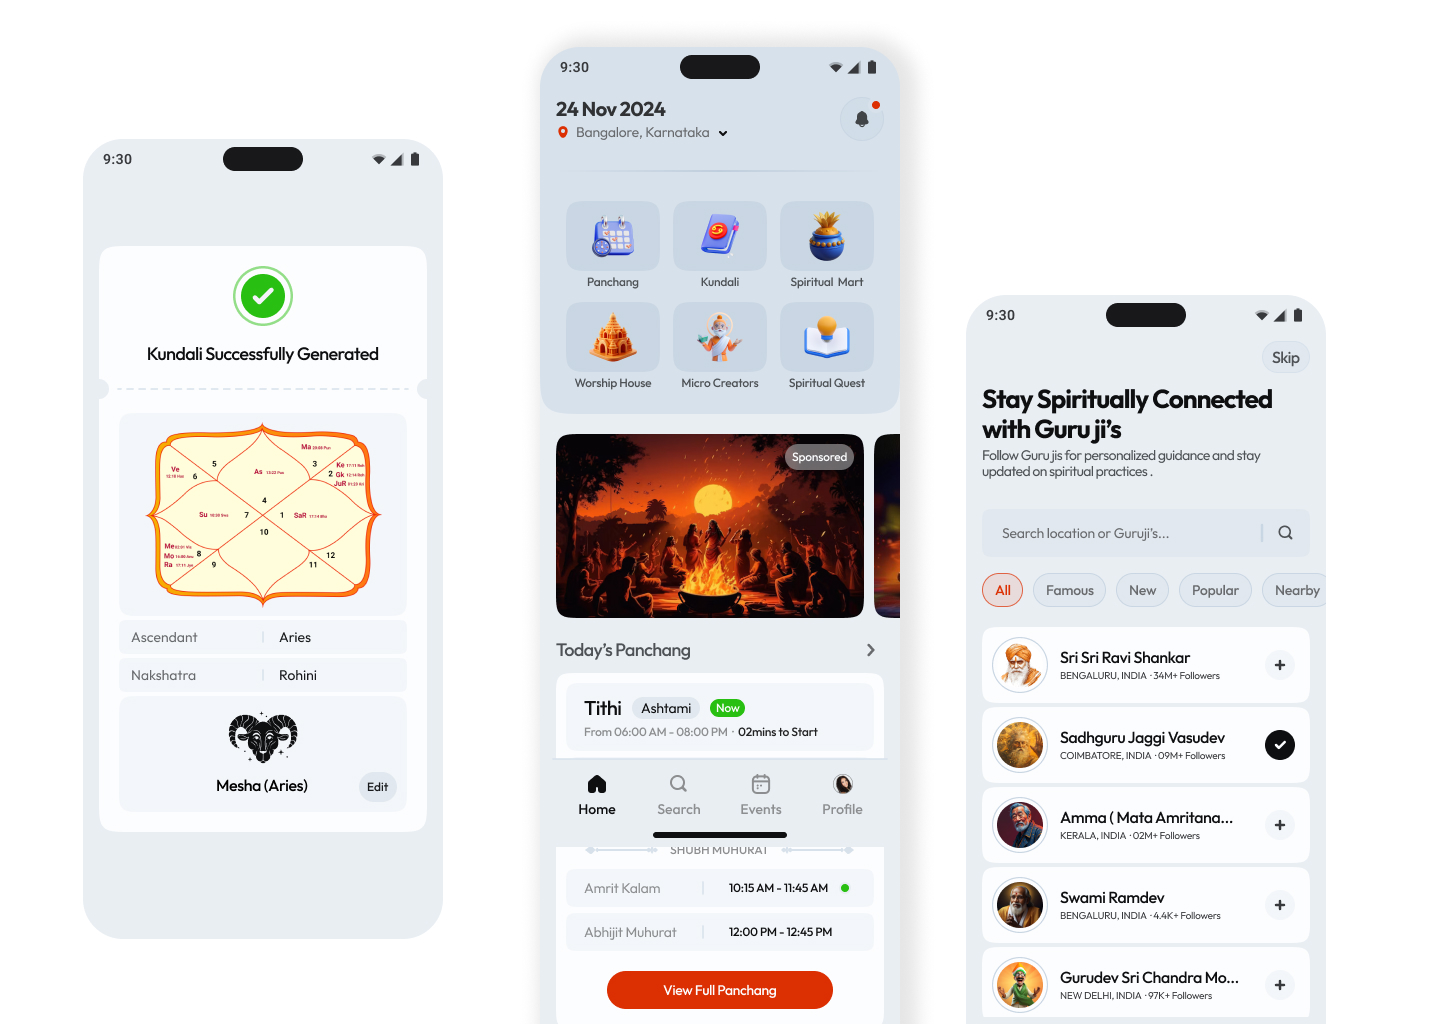 9:30
Kundali Successfully Generated
Ma
3
Ke
Ve
5
As
2
Gk
6
JuR
4
Su
7
1
SaR
10
Me
Mo
8
12
Ra
9
11
Ascendant Aries
Nakshatra Rohini
Mesha (Aries)
Edit
9:30
24 Nov 2024
Bangalore, Karnataka
Panchang Kundali Spiritual Mart
Worship House Micro Creators Spiritual Quest
Sponsored
Today's Panchang
Tithi Ashtami Now
From 06:00 AM - 08:00 PM · 02mins to Start
Home Search Events Profile
SHUBH MUHURAT
Amrit Kalam 10:15 AM - 11:45 AM
Abhijit Muhurat 12:00 PM - 12:45 PM
View Full Panchang
9:30
Skip
Stay Spiritually Connected
with Guru ji's
Follow Guru jis for personalized guidance and stay
updated on spiritual practices .
Search location or Guruji's...
All Famous New Popular Nearby
Sri Sri Ravi Shankar
BENGALURU, INDIA · 34M+ Followers
Sadhguru Jaggi Vasudev
COIMBATORE, INDIA · 09M+ Followers
Amma ( Mata Amritana...
KERALA, INDIA · 02M+ Followers
Swami Ramdev
BENGALURU, INDIA · 4.4K+ Followers
Gurudev Sri Chandra Mo...
NEW DELHI, INDIA · 97K+ Followers